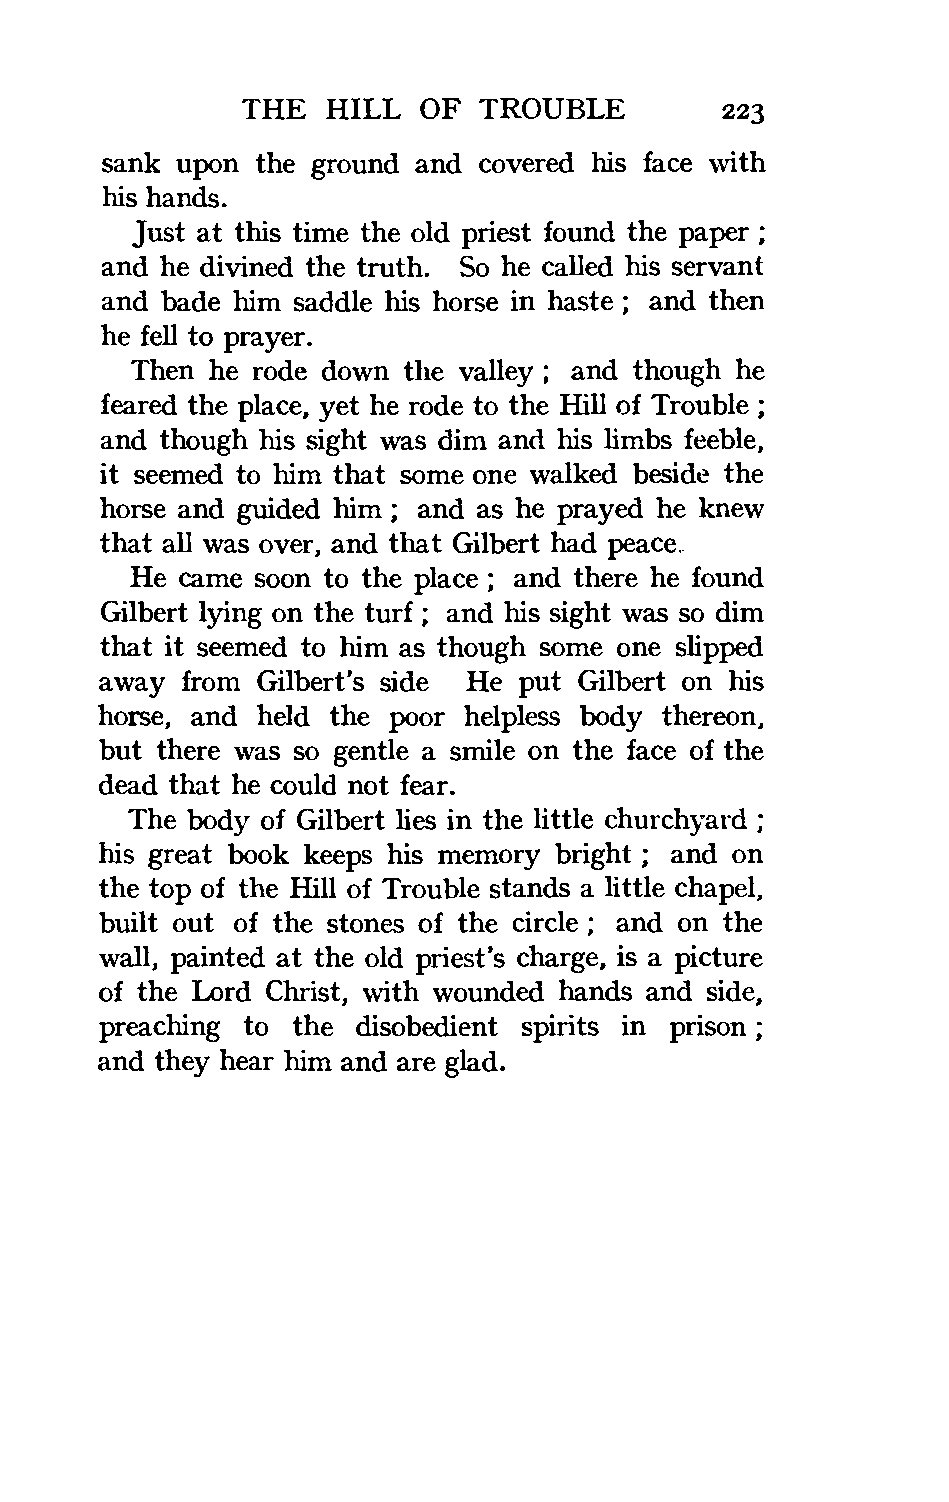 THE HILL OF TROUBLE 223
sank upon the ground and covered his face with
his hands.
Just at this time the old priest found the paper ;
and he divined the truth. So he called his servant
and bade him saddle his horse in haste ; and then
he fell to prayer.
Then he rode down the valley ; and though he
feared the place, yet he rode to the Hill of Trouble ;
and though his sight was dim and his limbs feeble,
it seemed to him that some one walked beside the
horse and guided him ; and as he prayed he knew
that all was over, and that Gilbert had peace.
He came soon to the place ; and there he found
Gilbert lying on the turf ; and his sight was so dim
that it seemed to him as though some one slipped
away from Gilbert's side He put Gilbert on his
horse, and held the poor helpless body thereon,
but there was so gentle a smile on the face of the
dead that he could not fear.
The body of Gilbert lies in the little churchyard ;
his great book keeps his memory bright ; and on
the top of the Hill of Trouble stands a little chapel,
built out of the stones of the circle ; and on the
wall, painted at the old priest's charge, is a picture
of the Lord Christ, with wounded hands and side,
preaching to the disobedient spirits in prison ;
and they hear him and are glad.